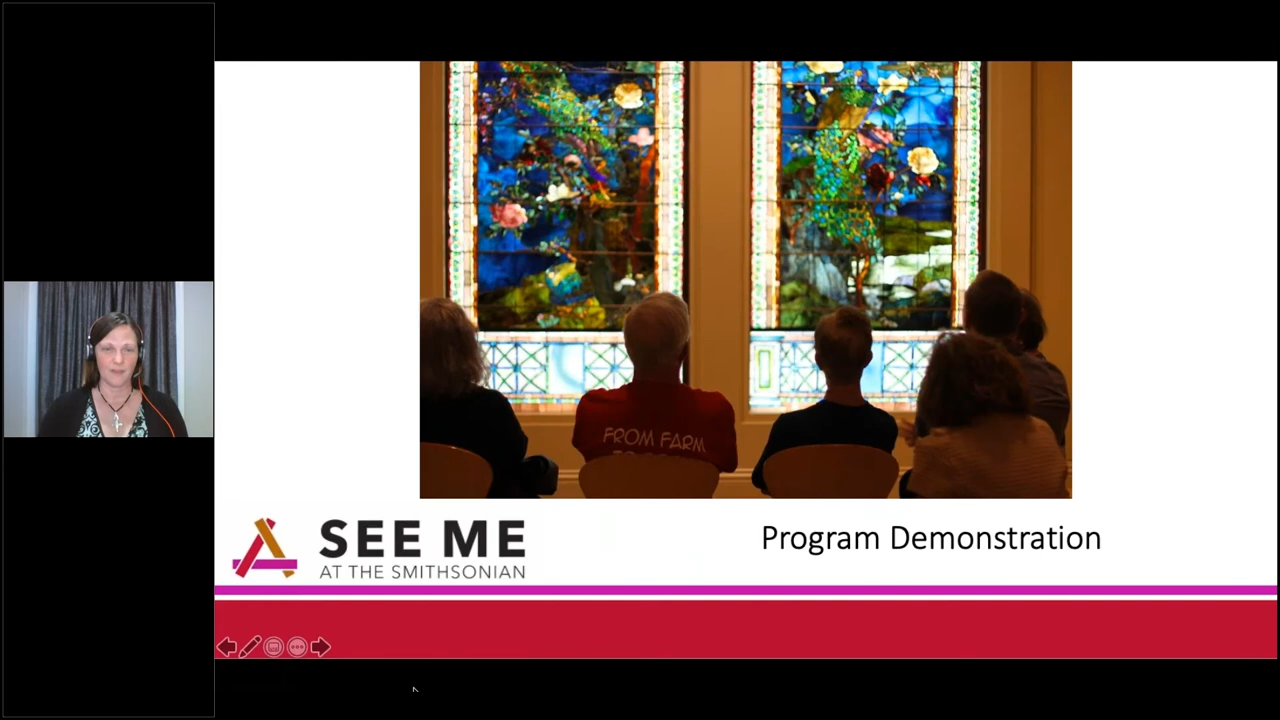 FROM FARM
SEE ME
AT THE SMITHSONIAN
Program Demonstration